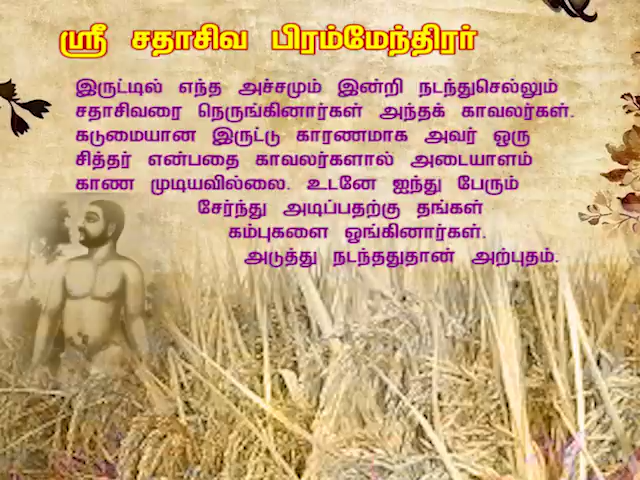 ஸ்ரீ சதாசிவ பிரம்மேந்திரர்
இருட்டில் எந்த அச்சமும் இன்றி நடந்துசெல்லும்
சதாசிவரை நெருங்கினார்கள் அந்தக் காவலர்கள்.
கடுமையான இருட்டு காரணமாக அவர் ஒரு
சித்தர் என்பதை காவலர்களால் அடையாளம்
காண முடியவில்லை. உடனே ஐந்து பேரும்
சேர்ந்து அடிப்பதற்கு தங்கள்
கம்புகளை ஓங்கினார்கள்.
அடுத்து நடந்ததுதான் அற்புதம்.